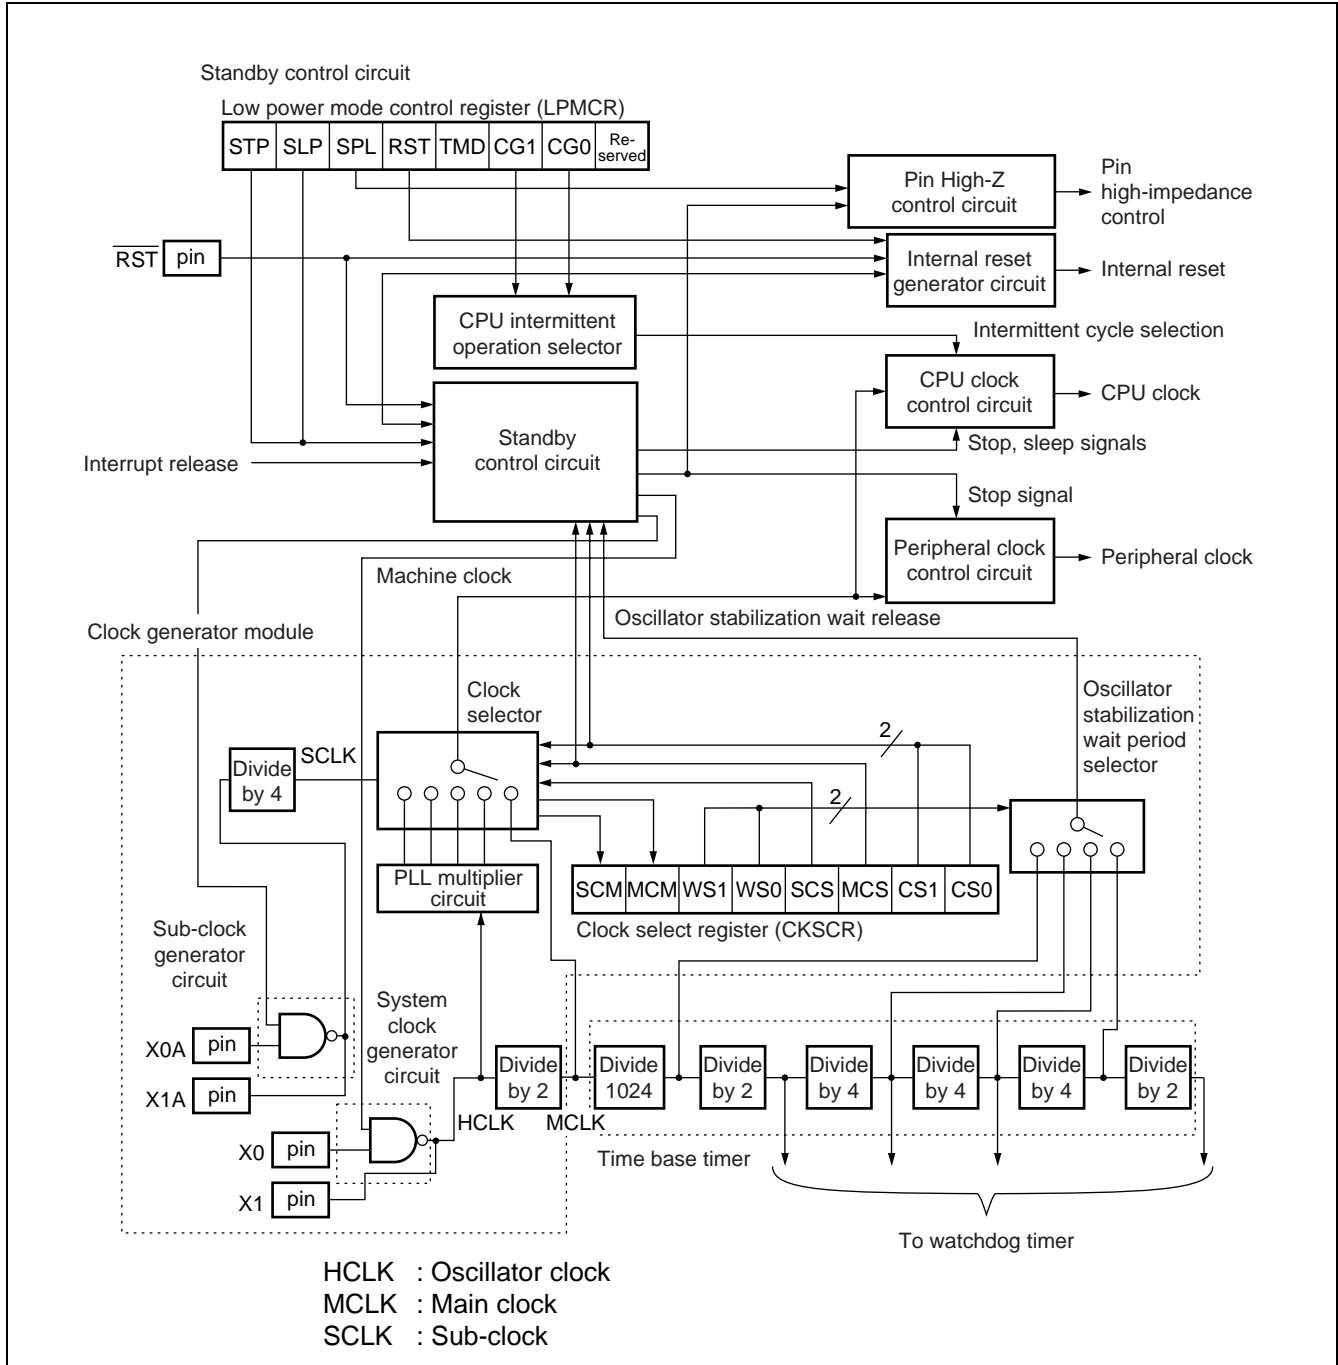 Standby control circuit
Low power mode control register (LPMCR)
STP SLP SPL RST TMD CG1 CG0 Re-
served
Pin High-Z
control circuit
Pin
high-impedance
control
RST pin
Internal reset
generator circuit
Internal reset
CPU intermittent
operation selector
Intermittent cycle selection
CPU clock
control circuit
CPU clock
Standby
control circuit
Stop, sleep signals
Interrupt release
Stop signal
Peripheral clock
control circuit
Peripheral clock
Machine clock
Oscillator stabilization wait release
Clock generator module
Clock
selector
Oscillator
stabilization
wait period
selector
2
SCLK
Divide
by 4
2
PLL multiplier
circuit
SCM MCM WS1 WS0 SCS MCS CS1 CS0
Clock select register (CKSCR)
Sub-clock
generator
circuit
System
clock
generator
circuit
X0A pin
X1A pin
Divide
by 2
Divide
1024
Divide
by 2
Divide
by 4
Divide
by 4
Divide
by 4
Divide
by 2
HCLK MCLK
X0 pin
X1 pin
Time base timer
To watchdog timer
HCLK : Oscillator clock
MCLK : Main clock
SCLK : Sub-clock